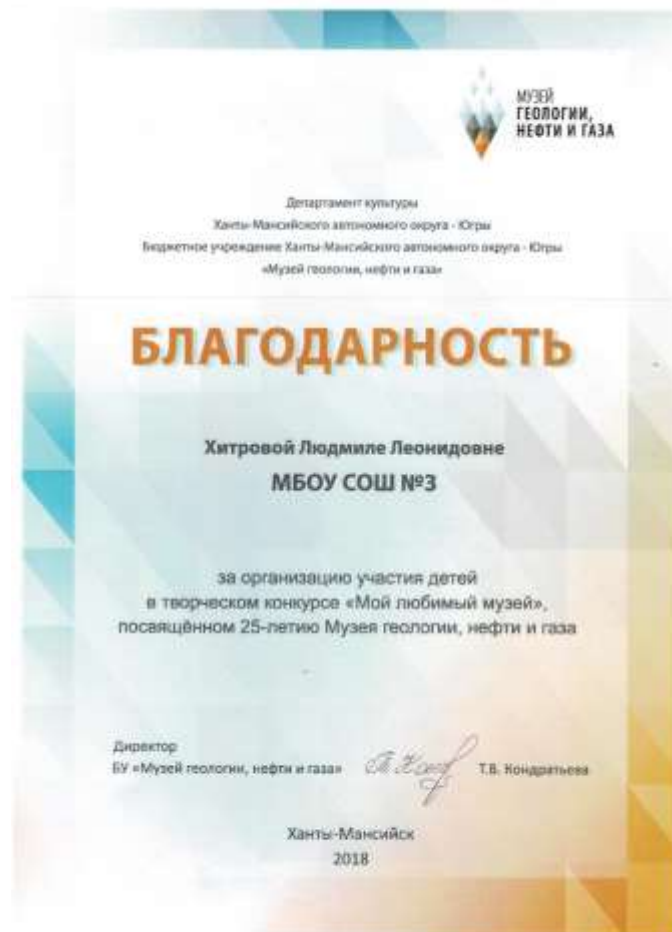 МУЗЕЙ
ГЕОЛОГИИ,
НЕФТИ И ГАЗА
Департамент культуры
Ханты-Мансийского автономного округа - Югры
Бюджетное учреждение Ханты-Мансийского автономного округа - Югры
«Музей геологии, нефти и газа»
БЛАГОДАРНОСТЬ
Хитровой Людмиле Леонидовне
МБОУ СОШ №3
за организацию участия детей
в творческом конкурсе «Мой любимый музей»,
посвящённом 25-летию Музея геологии, нефти и газа
Директор
БУ «Музей геологии, нефти и газа» Т.В. Кондратьева
Ханты-Мансийск
2018